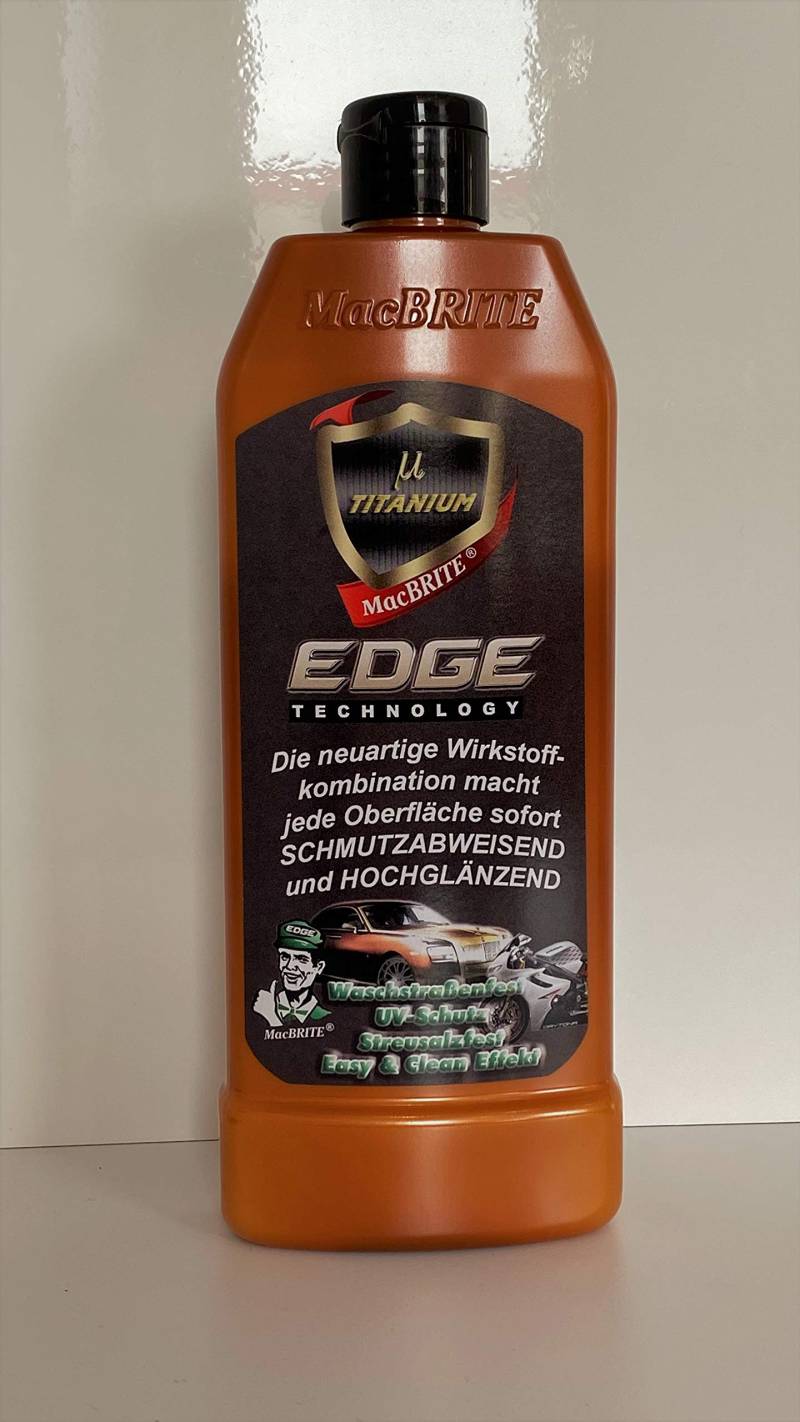 MacBRITE
µ
TITANIUM
MacBRITE®
EDGE
TECHNOLOGY
Die neuartige Wirkstoff-
kombination macht
jede Oberfläche sofort
SCHMUTZABWEISEND
und HOCHGLÄNZEND
EDGE
MacBRITE®
Waschstraßenfest
UV-Schutz
Streusalzfest
Easy & Clean Effekt
DAYTONA